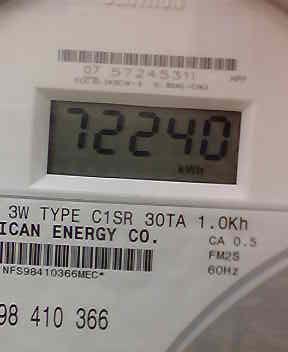 07 57245311 HPP
72240
kWh
3W TYPE C1SR 30TA 1.0Kh
ICAN ENERGY CO.
CA 0.5
FM2S
60Hz
NFS98410366MEC*
98 410 366